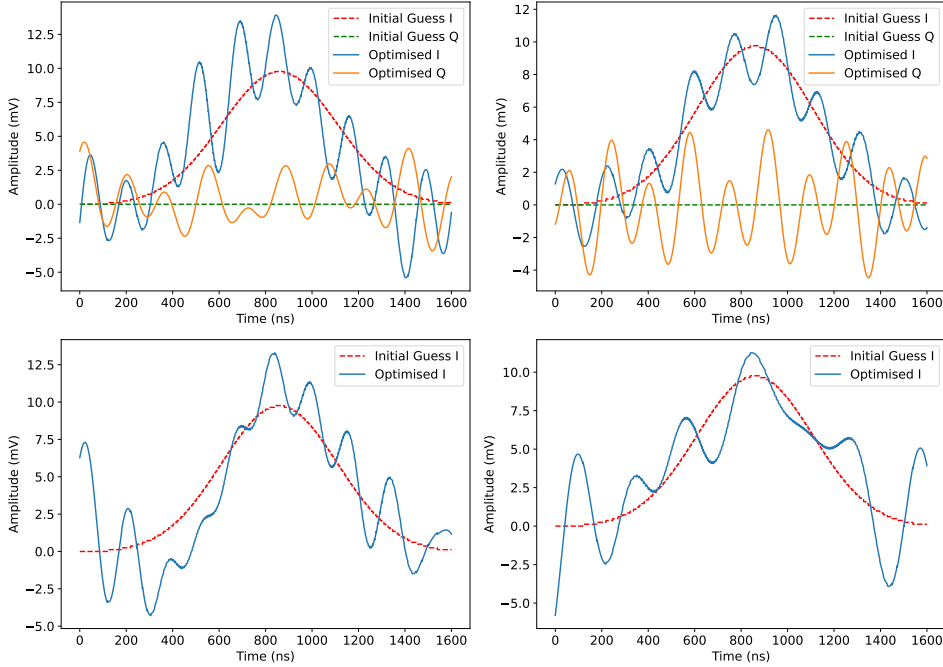 Amplitude (mV)
12.5
10.0
7.5
5.0
2.5
0.0
−2.5
−5.0
0 200 400 600 800 1000 1200 1400 1600
Time (ns)
Initial Guess I
Initial Guess Q
Optimised I
Optimised Q
Amplitude (mV)
12
10
8
6
4
2
0
−2
−4
0 200 400 600 800 1000 1200 1400 1600
Time (ns)
Initial Guess I
Initial Guess Q
Optimised I
Optimised Q
Amplitude (mV)
12.5
10.0
7.5
5.0
2.5
0.0
−2.5
−5.0
0 200 400 600 800 1000 1200 1400 1600
Time (ns)
Initial Guess I
Optimised I
Amplitude (mV)
10.0
7.5
5.0
2.5
0.0
−2.5
−5.0
0 200 400 600 800 1000 1200 1400 1600
Time (ns)
Initial Guess I
Optimised I